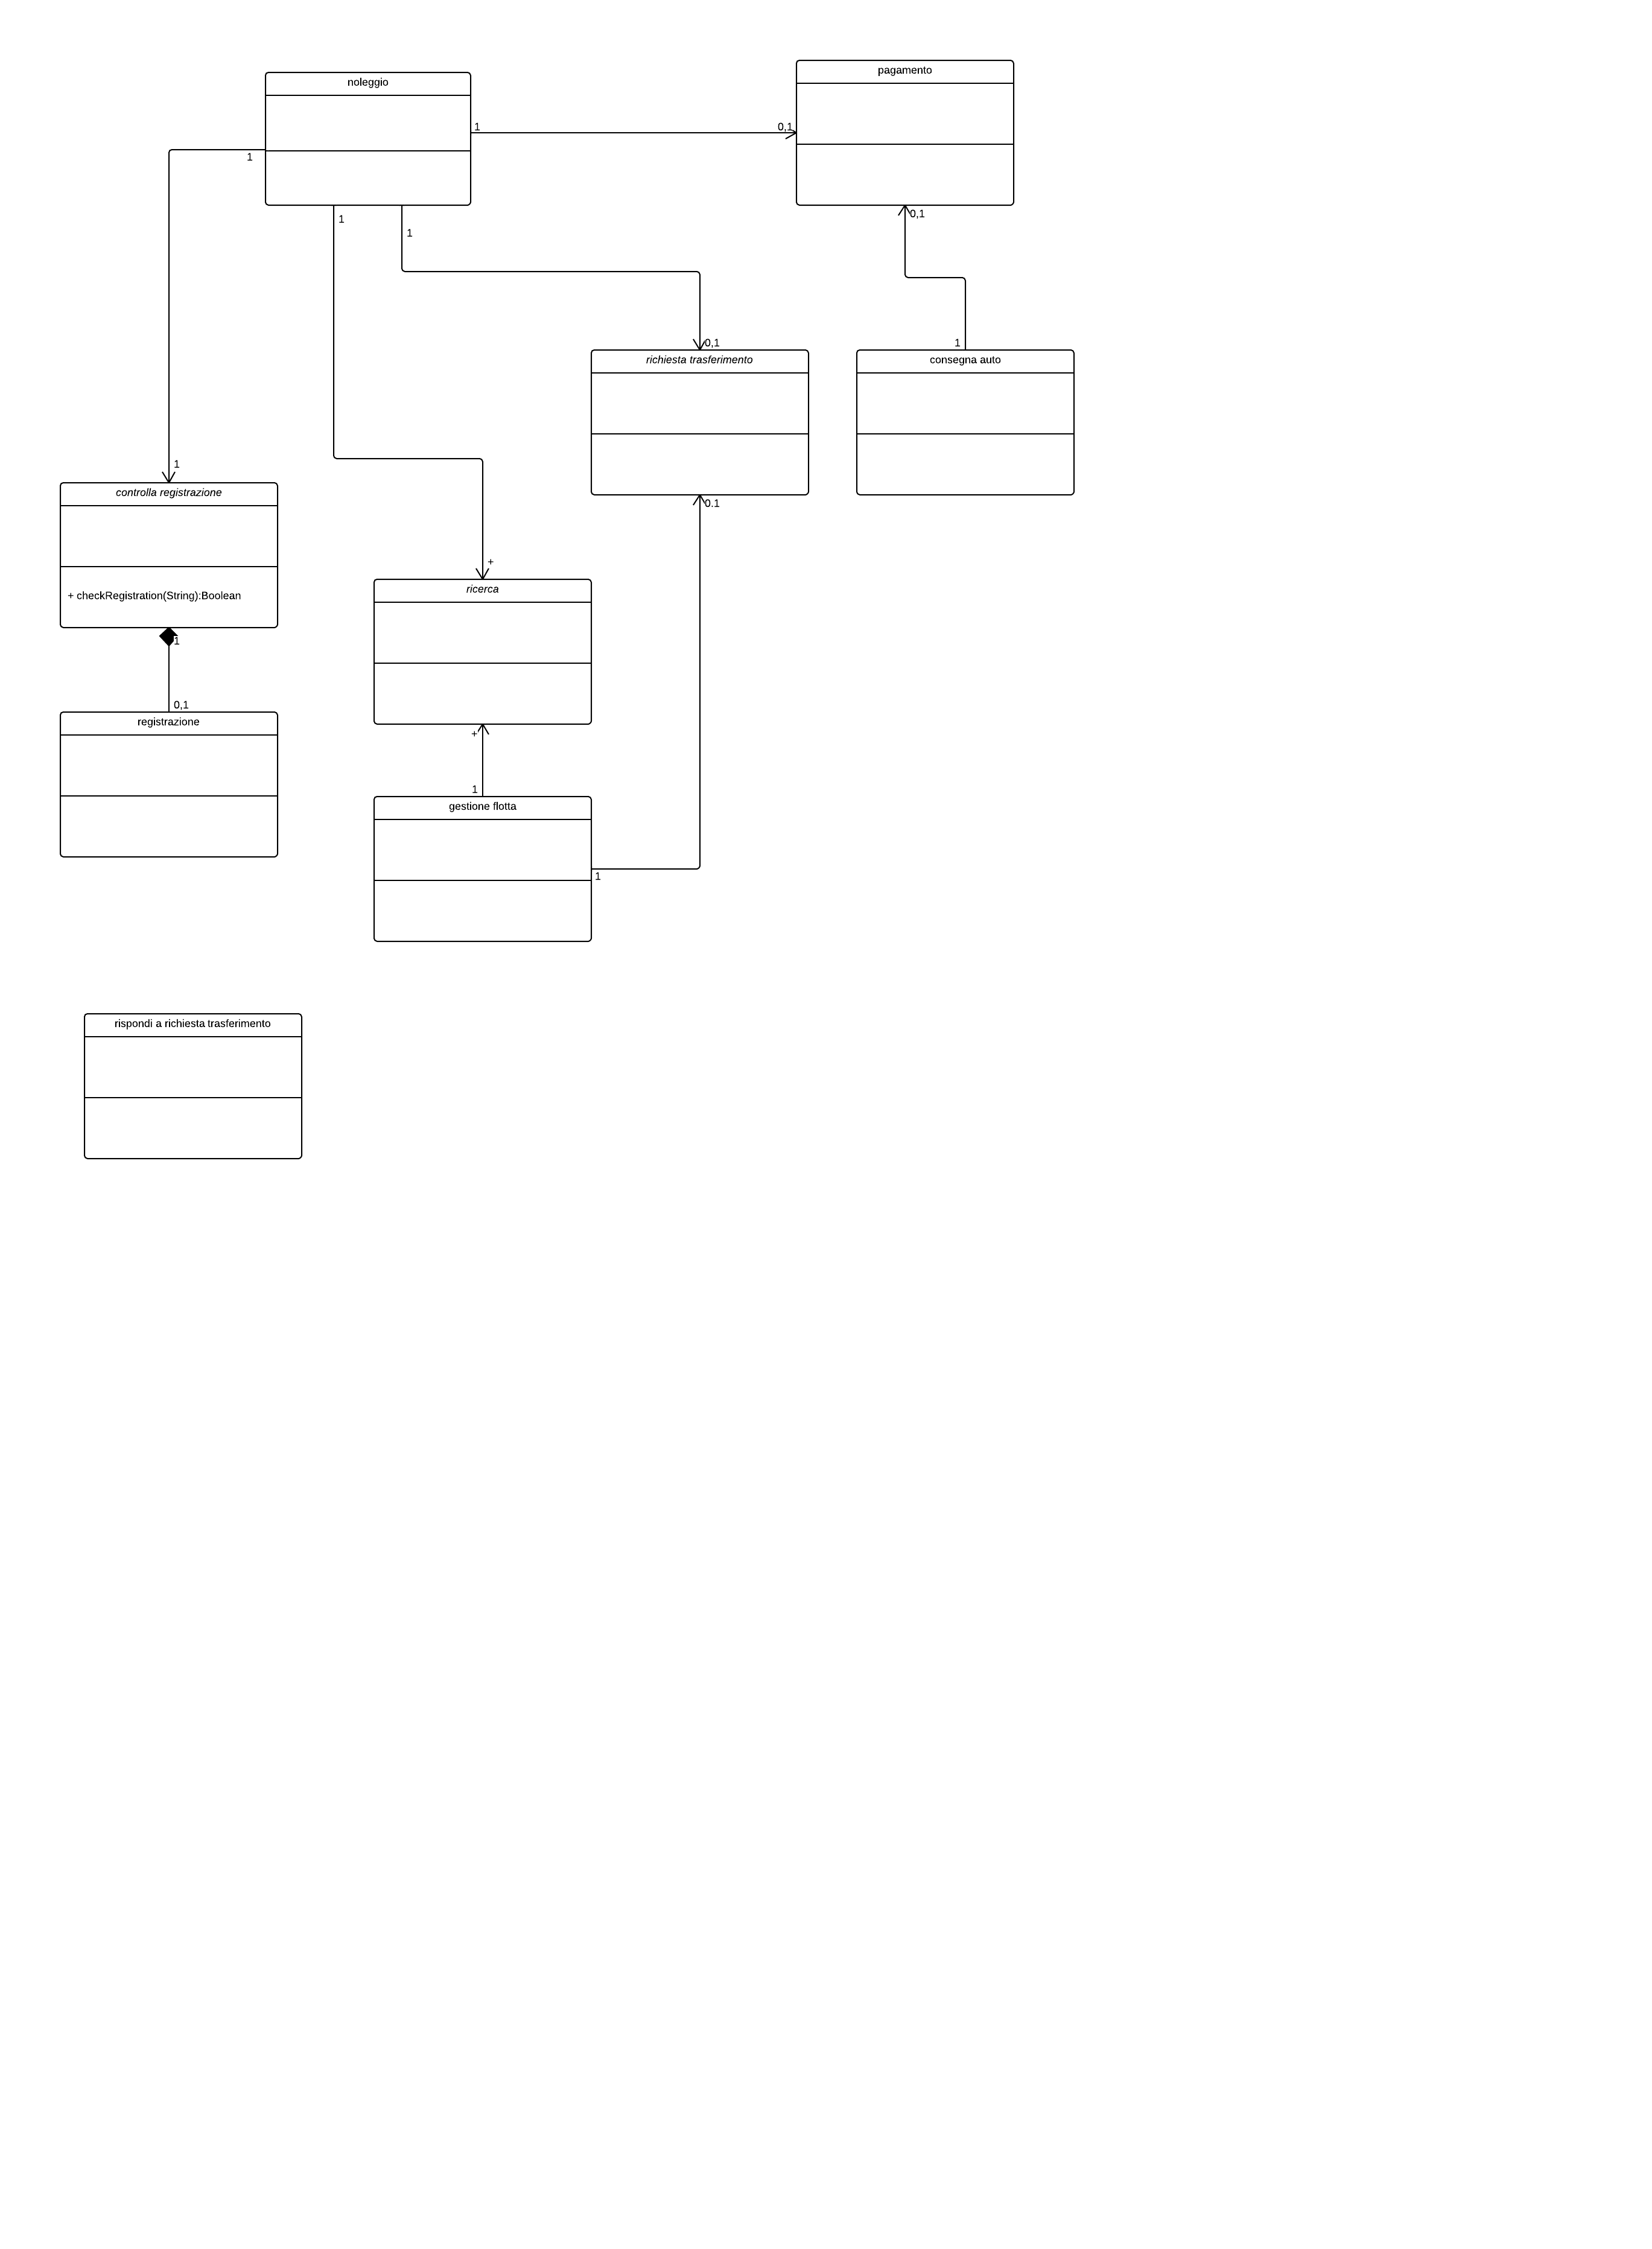 pagamento
noleggio
1
0,1
1
1
1
0,1
0,1
1
richiesta trasferimento
consegna auto
1
controlla registrazione
0.1
+
ricerca
+ checkRegistration(String):Boolean
1
0,1
registrazione
+
1
gestione flotta
1
rispondi a richiesta trasferimento